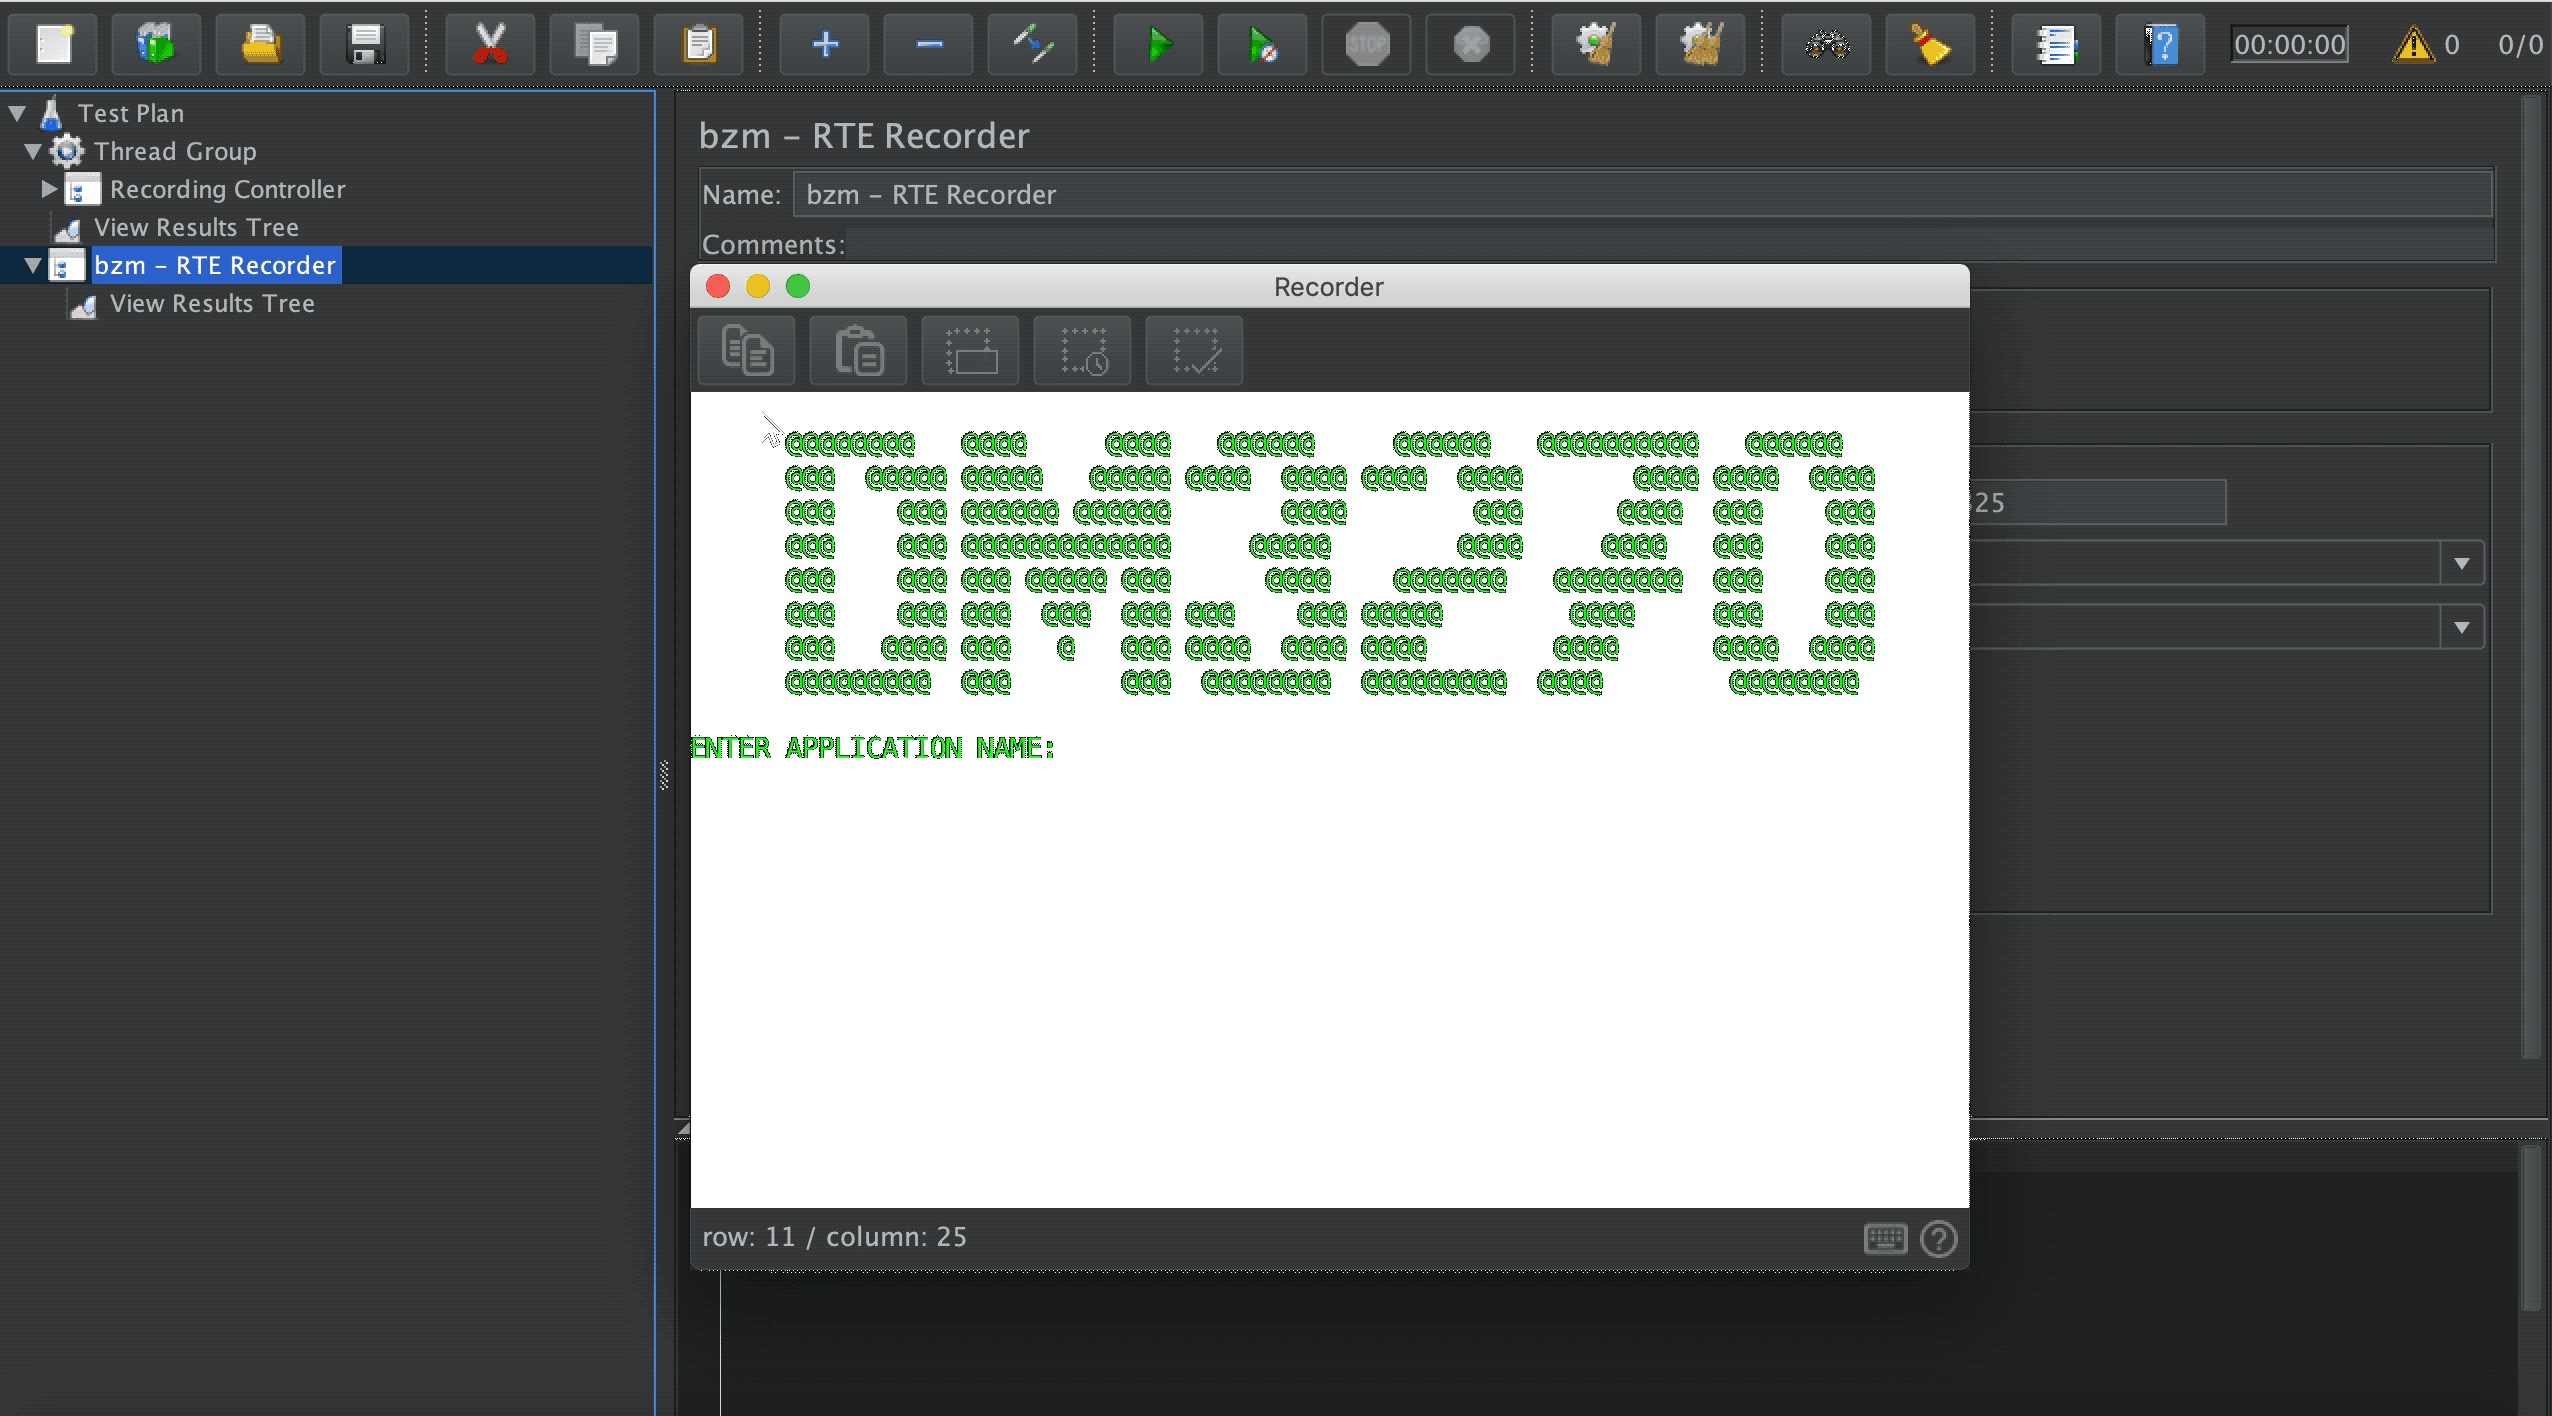 STOP
00:00:00
0
0/0
Test Plan
Thread Group
Recording Controller
View Results Tree
bzm – RTE Recorder
View Results Tree
bzm – RTE Recorder
Name:
bzm – RTE Recorder
Comments:
Recorder
@@@@@@@@   @@@@     @@@@   @@@@@@     @@@@@@   @@@@@@@@@@   @@@@@@
@@@  @@@@@ @@@@@   @@@@@ @@@@  @@@@ @@@@  @@@@       @@@@ @@@@  @@@@
@@@    @@@ @@@@@@ @@@@@@       @@@@        @@@      @@@@  @@@    @@@
@@@    @@@ @@@@@@@@@@@@@     @@@@@        @@@@     @@@@   @@@    @@@
@@@    @@@ @@@ @@@@@ @@@      @@@@    @@@@@@@   @@@@@@@@  @@@    @@@
@@@    @@@ @@@  @@@  @@@ @@@    @@@ @@@@@        @@@@     @@@    @@@
@@@   @@@@ @@@   @   @@@ @@@@  @@@@ @@@@        @@@@      @@@@  @@@@
@@@@@@@@@  @@@       @@@  @@@@@@@@  @@@@@@@@@  @@@@        @@@@@@@@
25
ENTER APPLICATION NAME:
row: 11 / column: 25